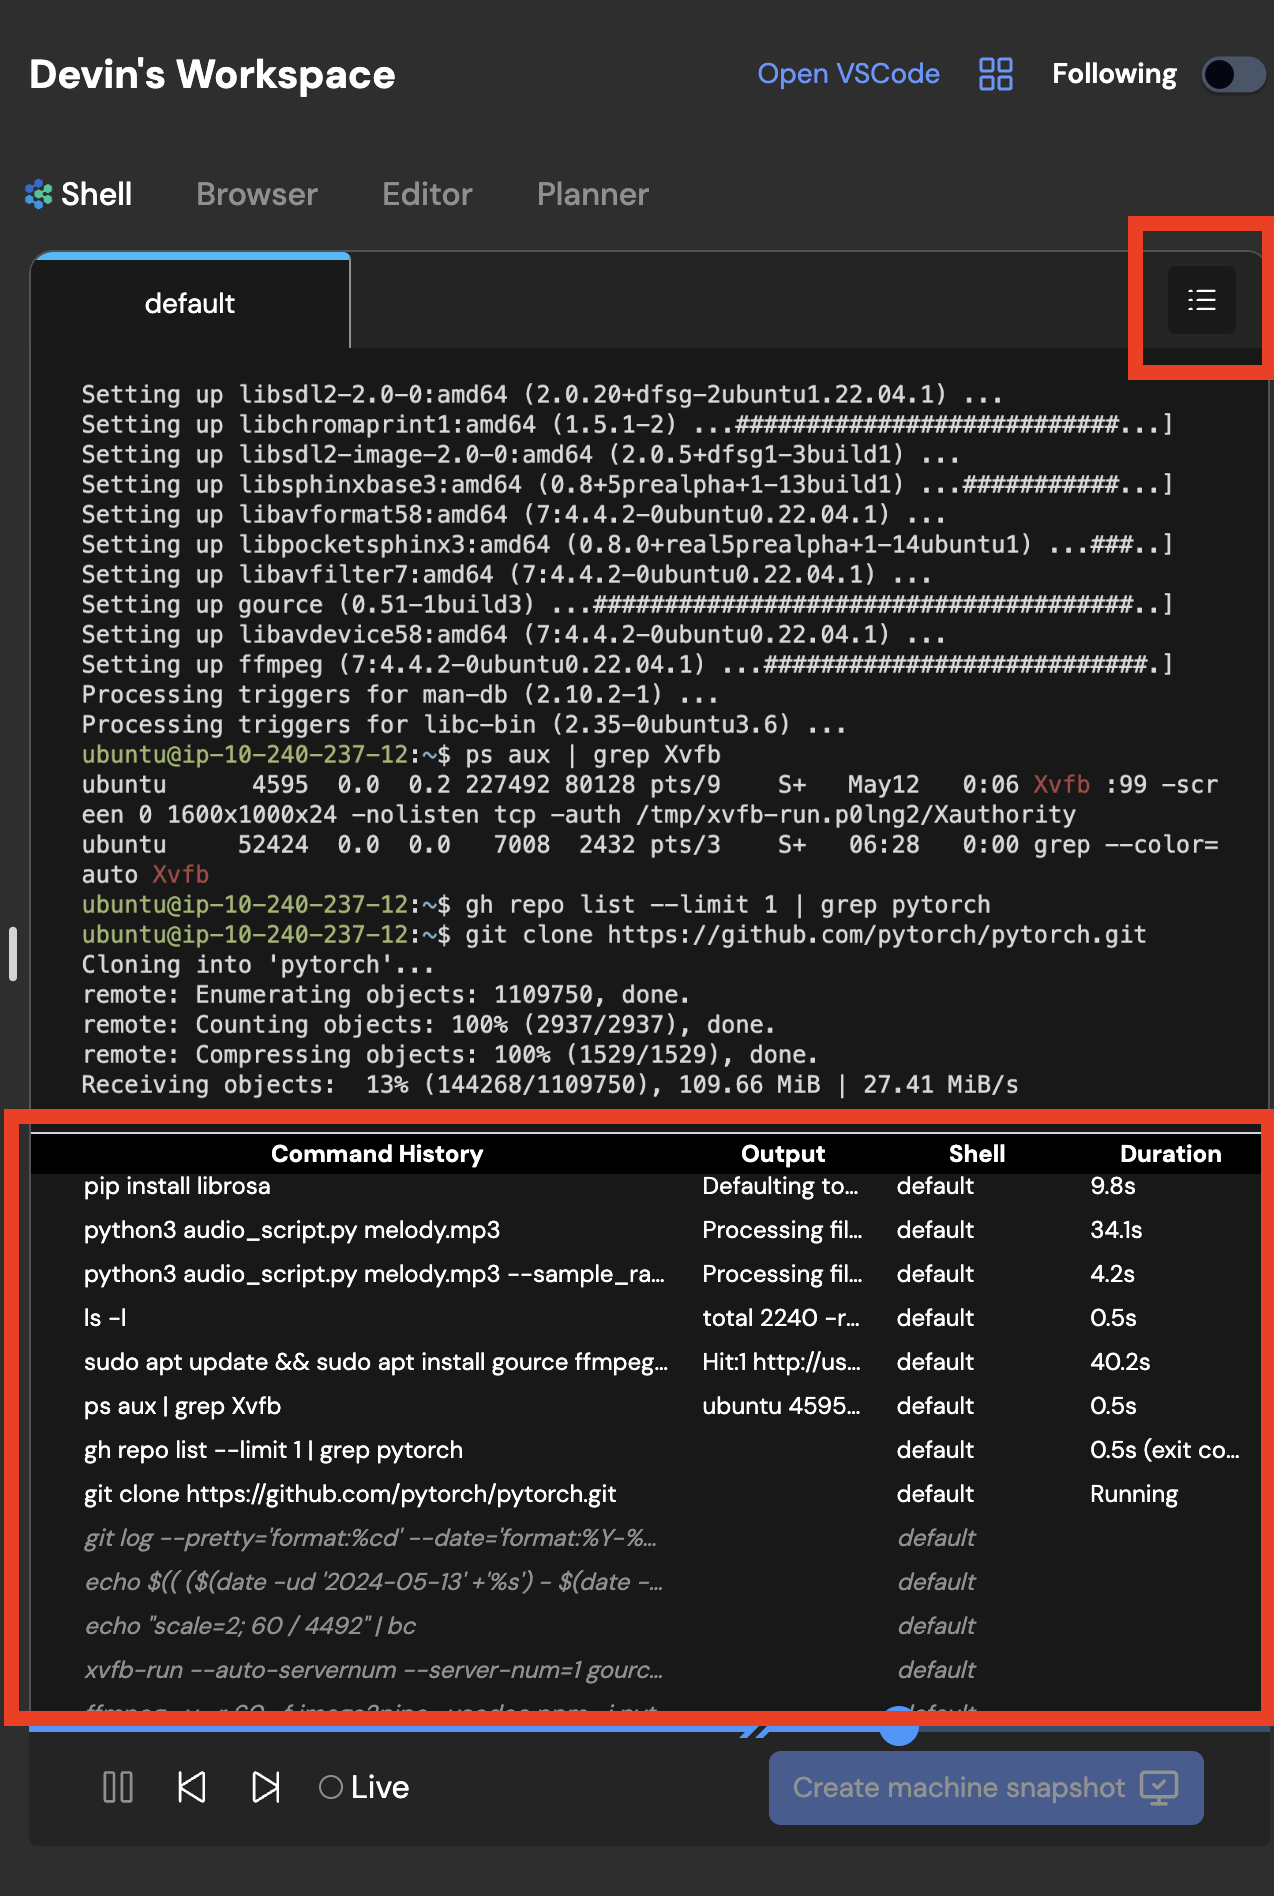 Devin's Workspace
Open VSCode
Following
Shell
Browser
Editor
Planner
default
Setting up libsdl2-2.0-0:amd64 (2.0.20+dfsg-2ubuntu1.22.04.1) ...
Setting up libchromaprint1:amd64 (1.5.1-2) ...###########################...]
Setting up libsdl2-image-2.0-0:amd64 (2.0.5+dfsg1-3build1) ...
Setting up libsphinxbase3:amd64 (0.8+5prealpha+1-13build1) ...###########...]
Setting up libavformat58:amd64 (7:4.4.2-0ubuntu0.22.04.1) ...
Setting up libpocketsphinx3:amd64 (0.8.0+real5prealpha+1-14ubuntu1) ...###..]
Setting up libavfilter7:amd64 (7:4.4.2-0ubuntu0.22.04.1) ...
Setting up gource (0.51-1build3) ...######################################..]
Setting up libavdevice58:amd64 (7:4.4.2-0ubuntu0.22.04.1) ...
Setting up ffmpeg (7:4.4.2-0ubuntu0.22.04.1) ...###########################.]
Processing triggers for man-db (2.10.2-1) ...
Processing triggers for libc-bin (2.35-0ubuntu3.6) ...
ubuntu@ip-10-240-237-12:~$ ps aux | grep Xvfb
ubuntu      4595  0.0  0.2 227492 80128 pts/9    S+   May12   0:06 Xvfb :99 -scr
een 0 1600x1000x24 -nolisten tcp -auth /tmp/xvfb-run.p0lng2/Xauthority
ubuntu     52424  0.0  0.0   7008  2432 pts/3    S+   06:28   0:00 grep --color=
auto Xvfb
ubuntu@ip-10-240-237-12:~$ gh repo list --limit 1 | grep pytorch
ubuntu@ip-10-240-237-12:~$ git clone https://github.com/pytorch/pytorch.git
Cloning into 'pytorch'...
remote: Enumerating objects: 1109750, done.
remote: Counting objects: 100% (2937/2937), done.
remote: Compressing objects: 100% (1529/1529), done.
Receiving objects:  13% (144268/1109750), 109.66 MiB | 27.41 MiB/s
Command History Output Shell Duration
pip install librosa Defaulting to... default 9.8s
python3 audio_script.py melody.mp3 Processing fil... default 34.1s
python3 audio_script.py melody.mp3 --sample_ra... Processing fil... default 4.2s
ls -l total 2240 -r... default 0.5s
sudo apt update && sudo apt install gource ffmpeg... Hit:1 http://us... default 40.2s
ps aux | grep Xvfb ubuntu 4595... default 0.5s
gh repo list --limit 1 | grep pytorch default 0.5s (exit co...
git clone https://github.com/pytorch/pytorch.git default Running
git log --pretty='format:%cd' --date='format:%Y-%... default
echo $(( ($(date -ud '2024-05-13' +'%s') - $(date -... default
echo "scale=2; 60 / 4492" | bc default
xvfb-run --auto-servernum --server-num=1 gourc... default
ffmpeg -y -r 60 -f image2pipe -vcodec ppm -i default
Live
Create machine snapshot